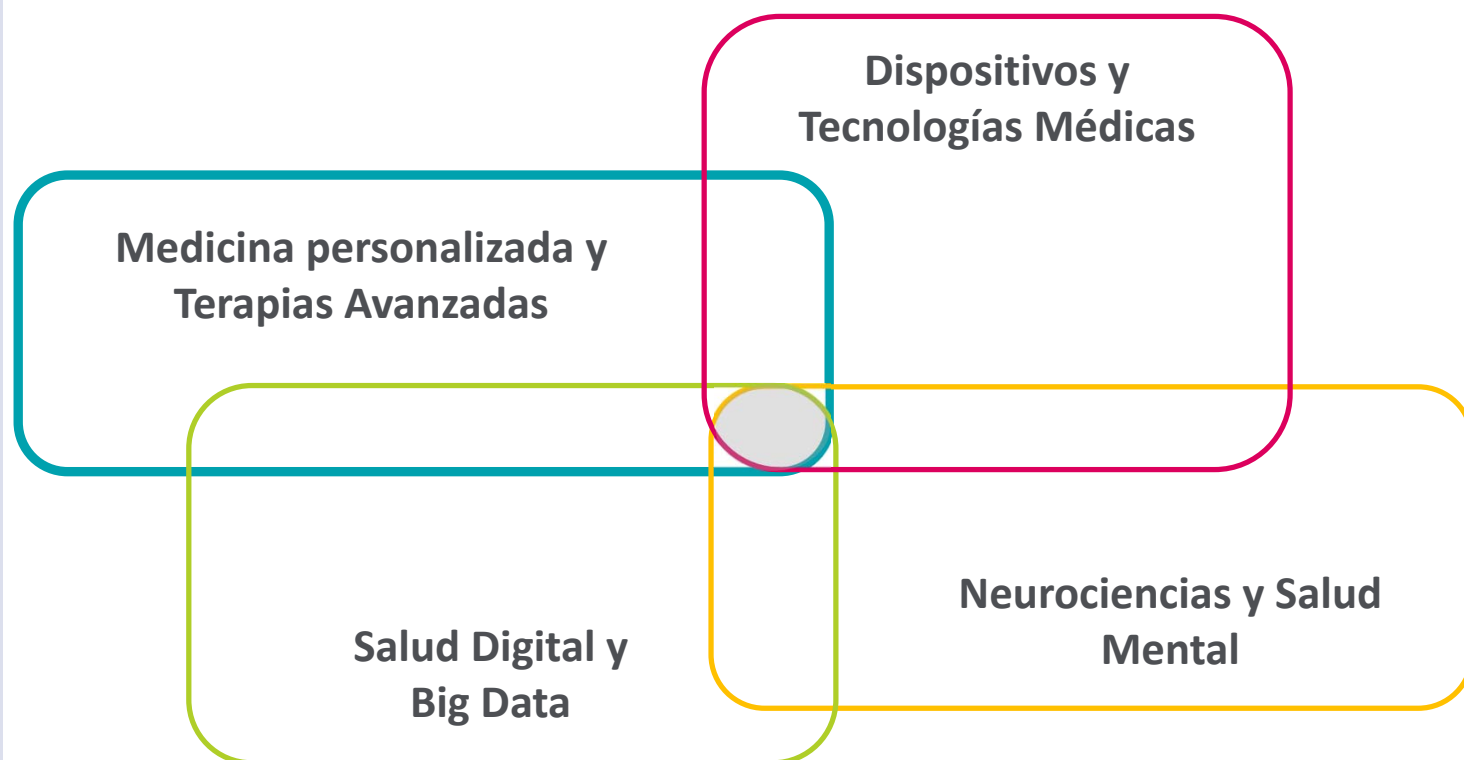 Dispositivos y
Tecnologías Médicas
Medicina personalizada y
Terapias Avanzadas
Neurociencias y Salud
Mental
Salud Digital y
Big Data